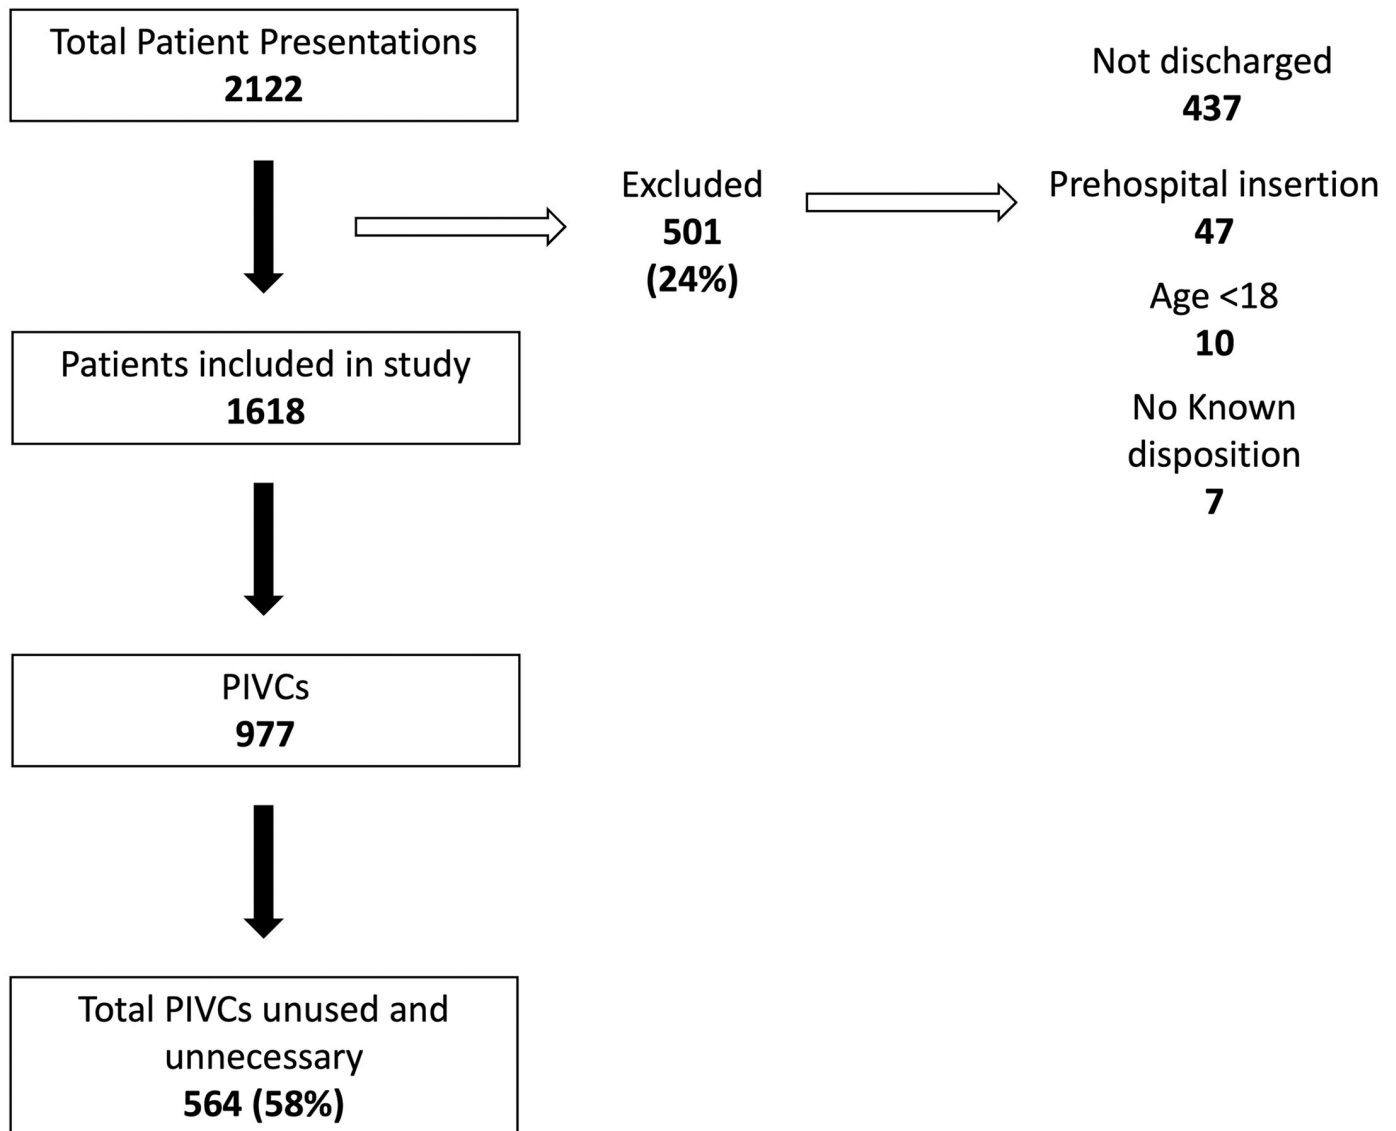 Total Patient Presentations
2122
Excluded
501
(24%)
Not discharged
437
Prehospital insertion
47
Age <18
10
No Known
disposition
7
Patients included in study
1618
PIVCs
977
Total PIVCs unused and
unnecessary
564 (58%)